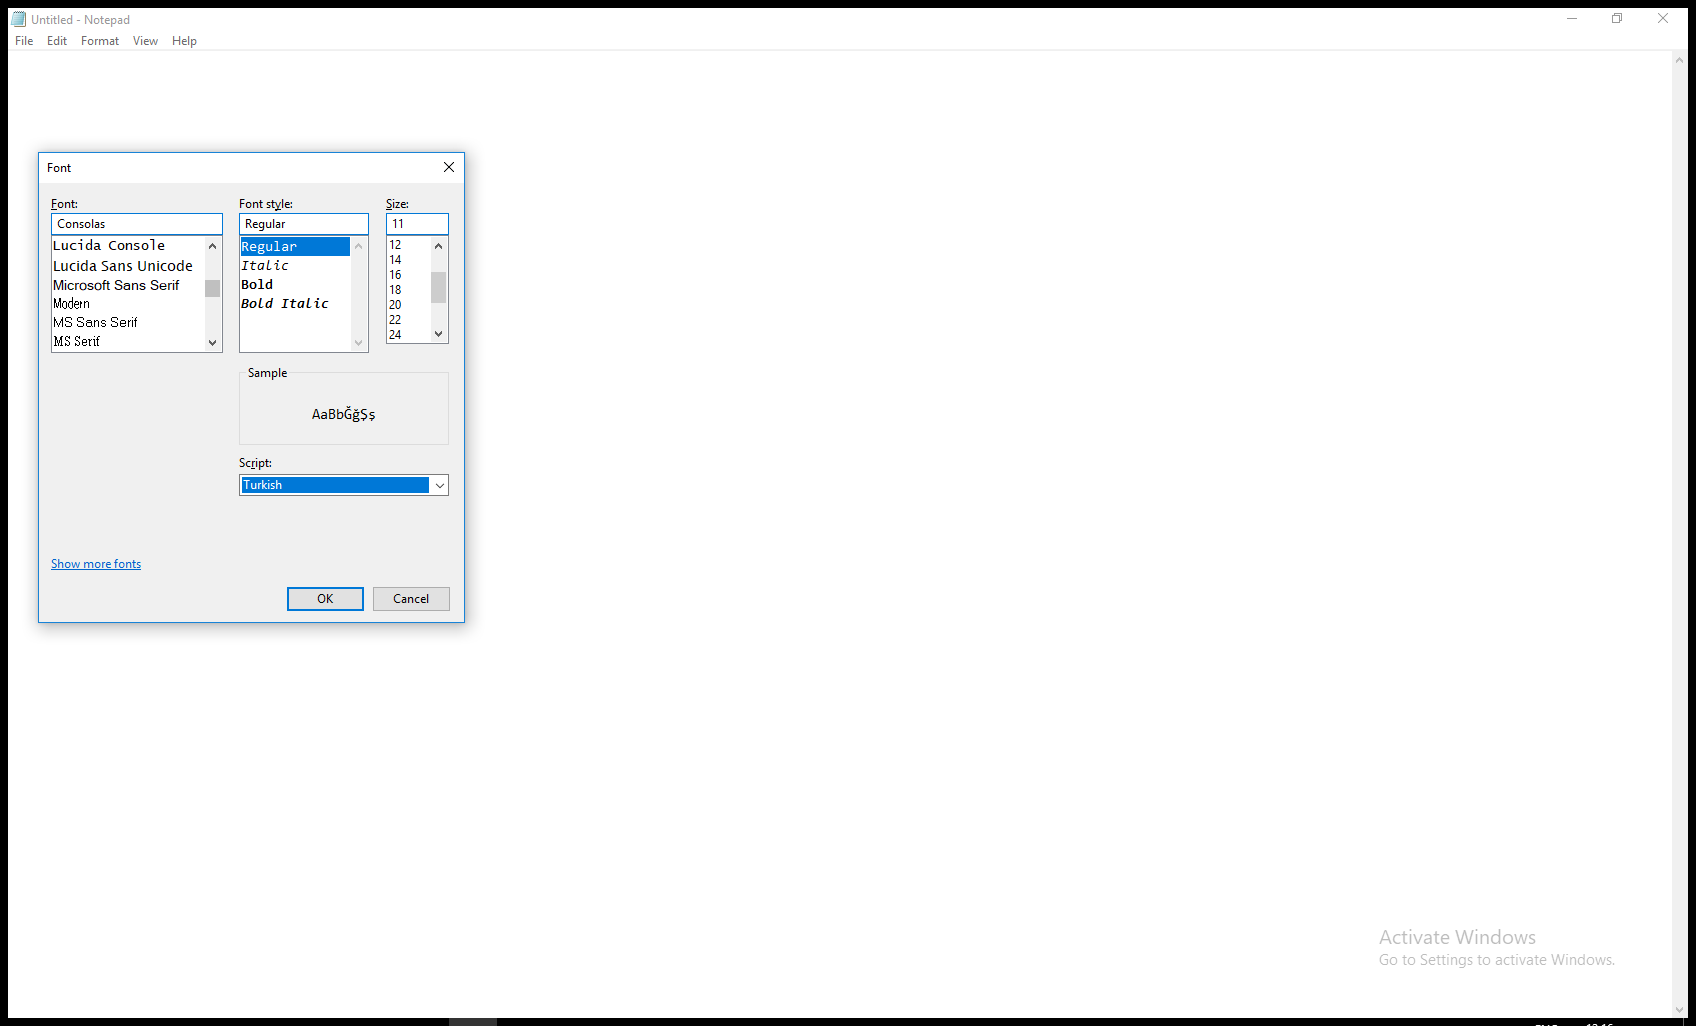 Untitled - Notepad
File Edit Format View Help
Font
Font: Font style: Size:
Consolas Regular 11
Lucida Console
Lucida Sans Unicode
Microsoft Sans Serif
Modern
MS Sans Serif
MS Serif
Regular
Italic
Bold
Bold Italic
12
14
16
18
20
22
24
Sample
AaBbĞğŞş
Script:
Turkish
Show more fonts
OK Cancel
Activate Windows
Go to Settings to activate Windows.